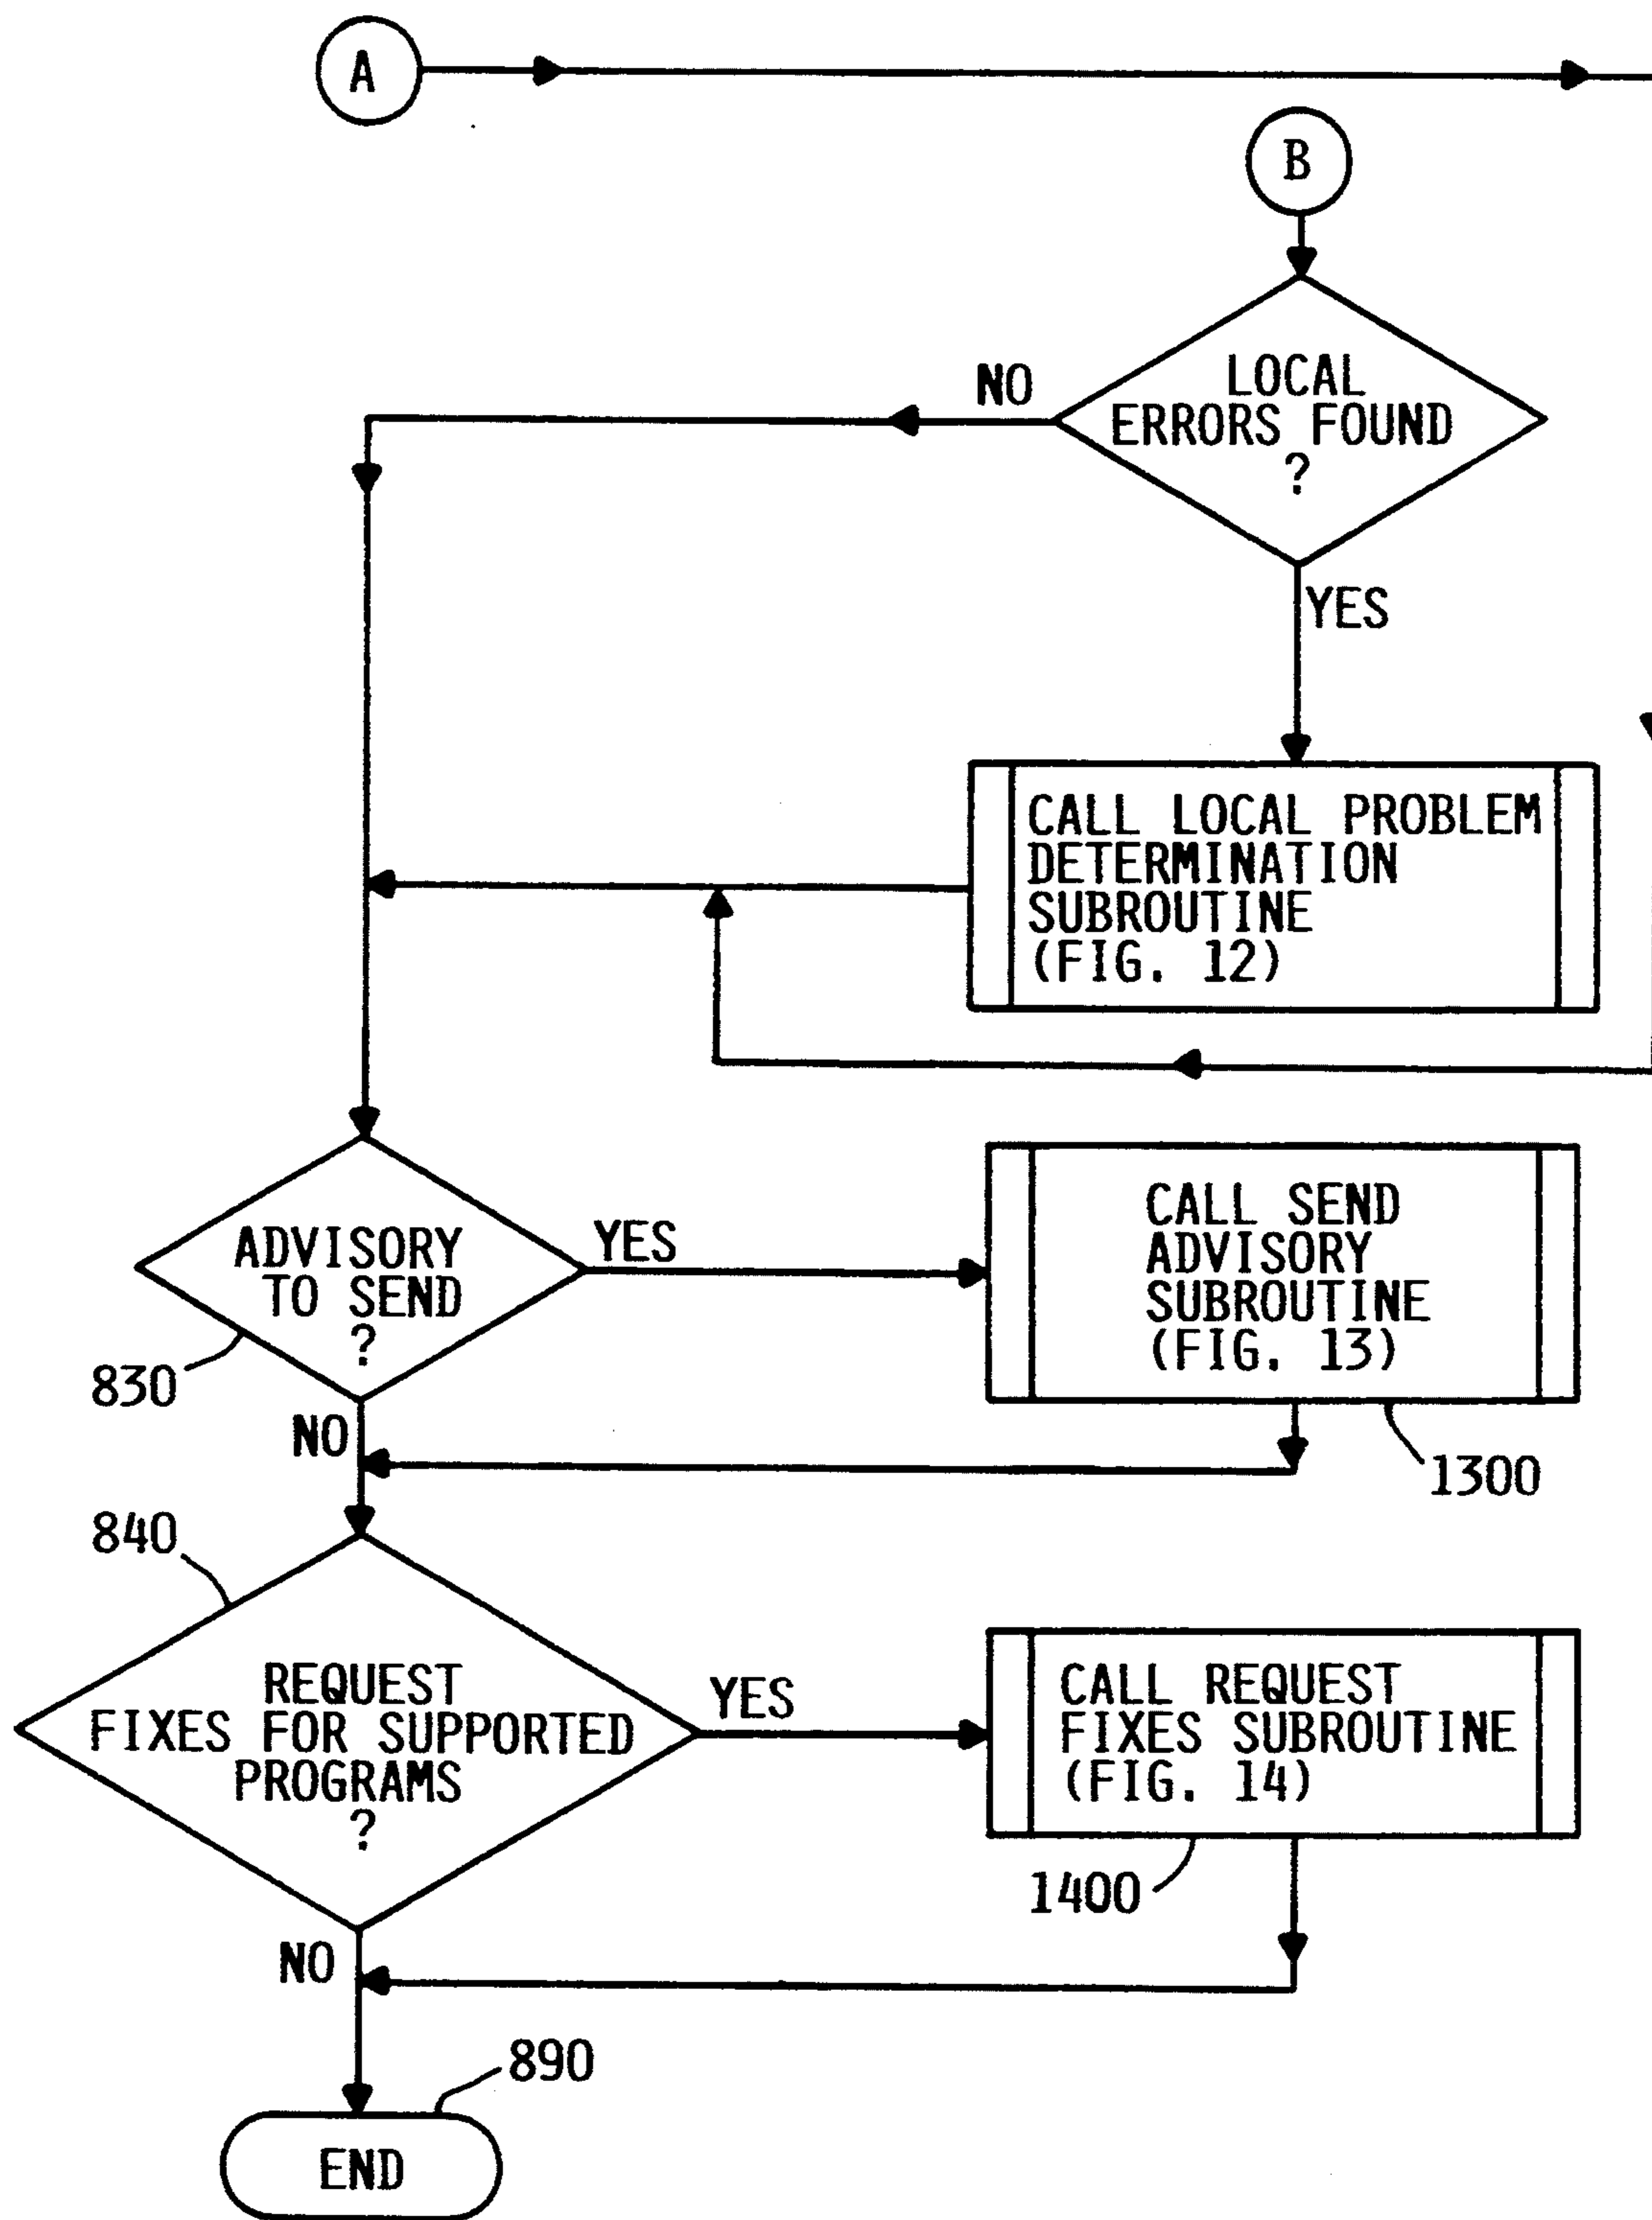 A
B
LOCAL
ERRORS FOUND
?
NO
YES
CALL LOCAL PROBLEM
DETERMINATION
SUBROUTINE
(FIG. 12)
ADVISORY
TO SEND
?
YES
830
NO
CALL SEND
ADVISORY
SUBROUTINE
(FIG. 13)
1300
840
REQUEST
FIXES FOR SUPPORTED
PROGRAMS
?
YES
CALL REQUEST
FIXES SUBROUTINE
(FIG. 14)
1400
NO
890
END